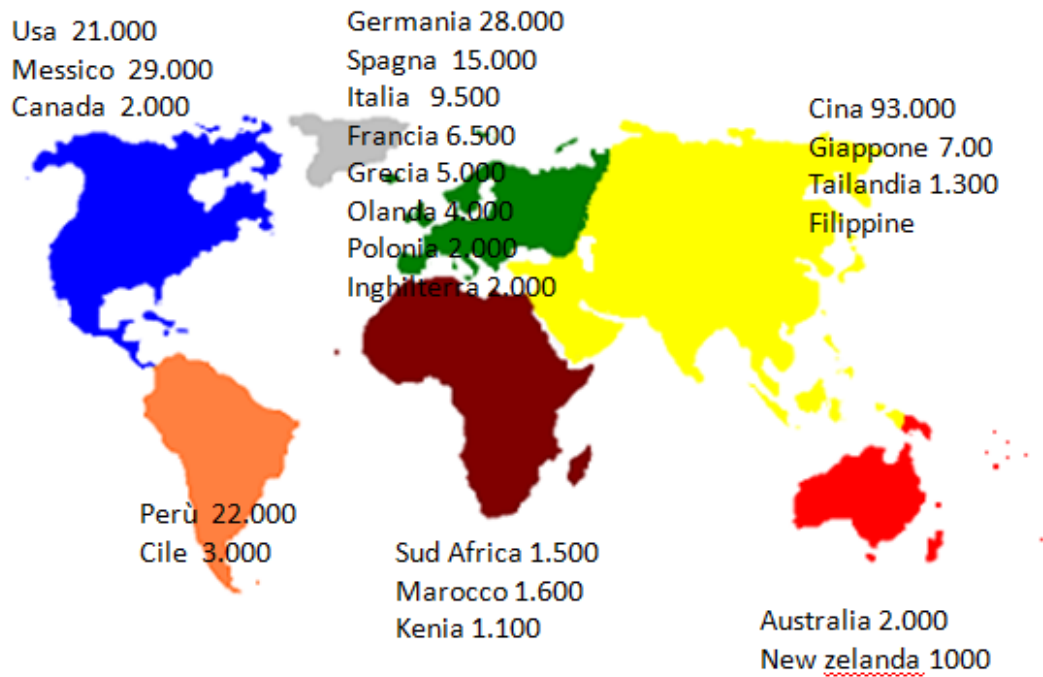 Usa 21.000
Messico 29.000
Canada 2.000
Germania 28.000
Spagna 15.000
Italia 9.500
Francia 6.500
Grecia 5.000
Olanda 4.000
Polonia 2.000
Inghilterra 2.000
Cina 93.000
Giappone 7.00
Tailandia 1.300
Filippine
Perù 22.000
Cile 3.000
Sud Africa 1.500
Marocco 1.600
Kenia 1.100
Australia 2.000
New zelanda 1000